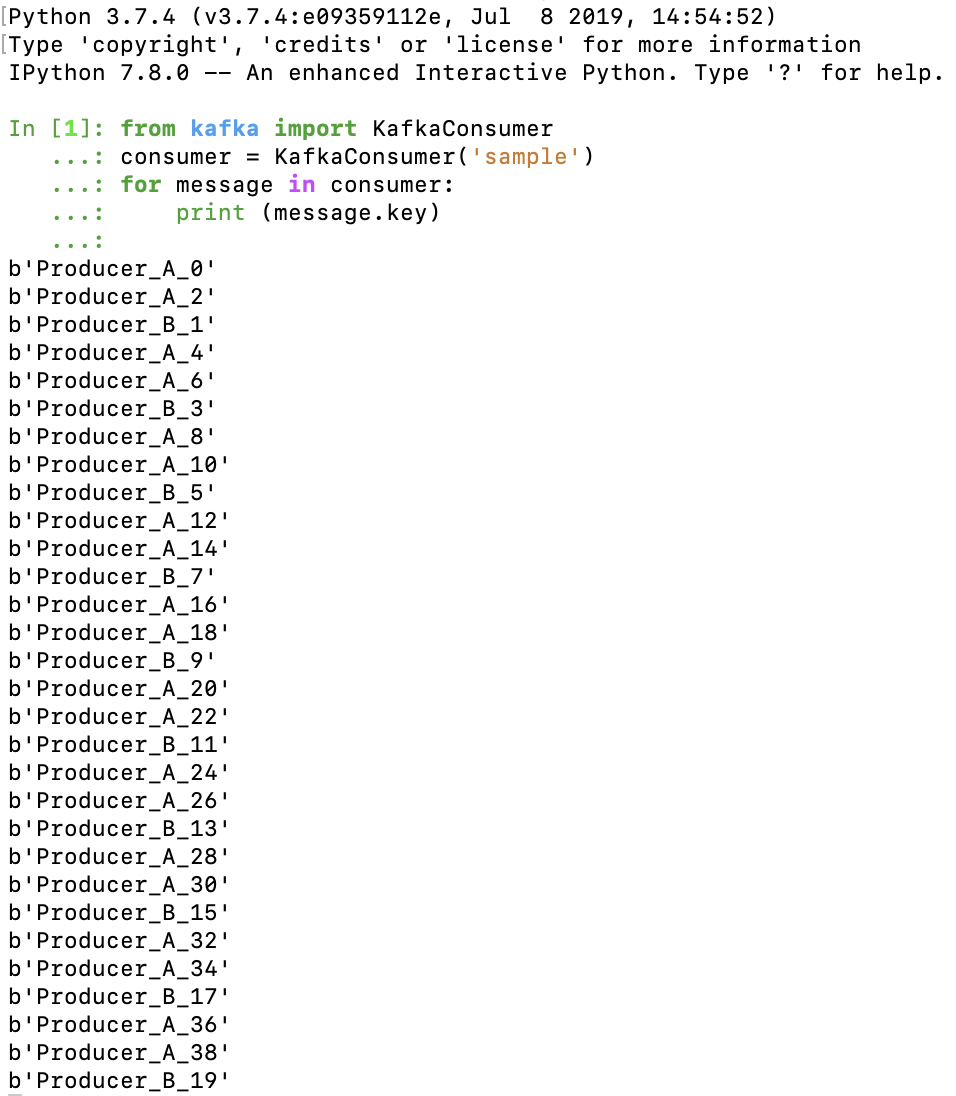 Python 3.7.4 (v3.7.4:e09359112e, Jul  8 2019, 14:54:52)
Type 'copyright', 'credits' or 'license' for more information
IPython 7.8.0 -- An enhanced Interactive Python. Type '?' for help.

In [1]: from kafka import KafkaConsumer
   ...: consumer = KafkaConsumer('sample')
   ...: for message in consumer:
   ...:     print (message.key)
   ...:
b'Producer_A_0'
b'Producer_A_2'
b'Producer_B_1'
b'Producer_A_4'
b'Producer_A_6'
b'Producer_B_3'
b'Producer_A_8'
b'Producer_A_10'
b'Producer_B_5'
b'Producer_A_12'
b'Producer_A_14'
b'Producer_B_7'
b'Producer_A_16'
b'Producer_A_18'
b'Producer_B_9'
b'Producer_A_20'
b'Producer_A_22'
b'Producer_B_11'
b'Producer_A_24'
b'Producer_A_26'
b'Producer_B_13'
b'Producer_A_28'
b'Producer_A_30'
b'Producer_B_15'
b'Producer_A_32'
b'Producer_A_34'
b'Producer_B_17'
b'Producer_A_36'
b'Producer_A_38'
b'Producer_B_19'